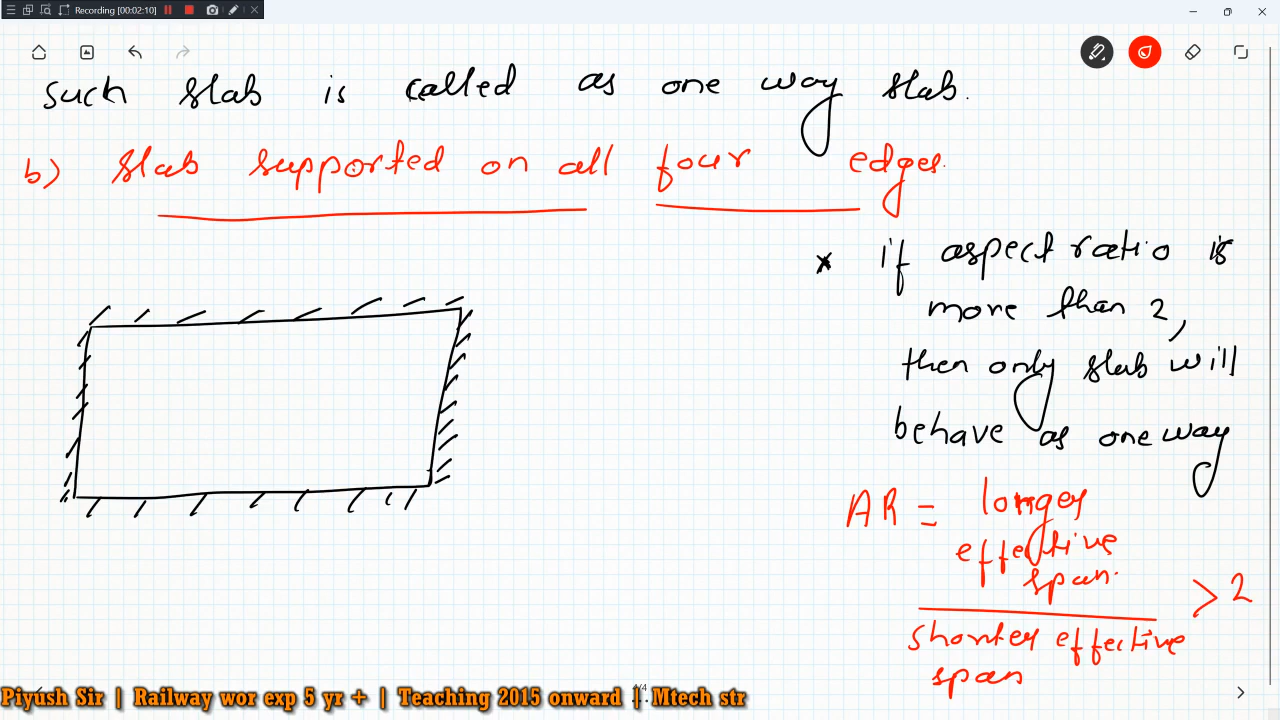 Recording [00:02:10]
such slab is called as one way slab.
b) slab supported on all four edges.
* if aspect ratio is
more than 2,
then only slab will
behave as one way
AR = longer
effective
span.
> 2
shorter effective
span
Piyush Sir | Railway wor exp 5 yr + | Teaching 2015 onward || Mtech str